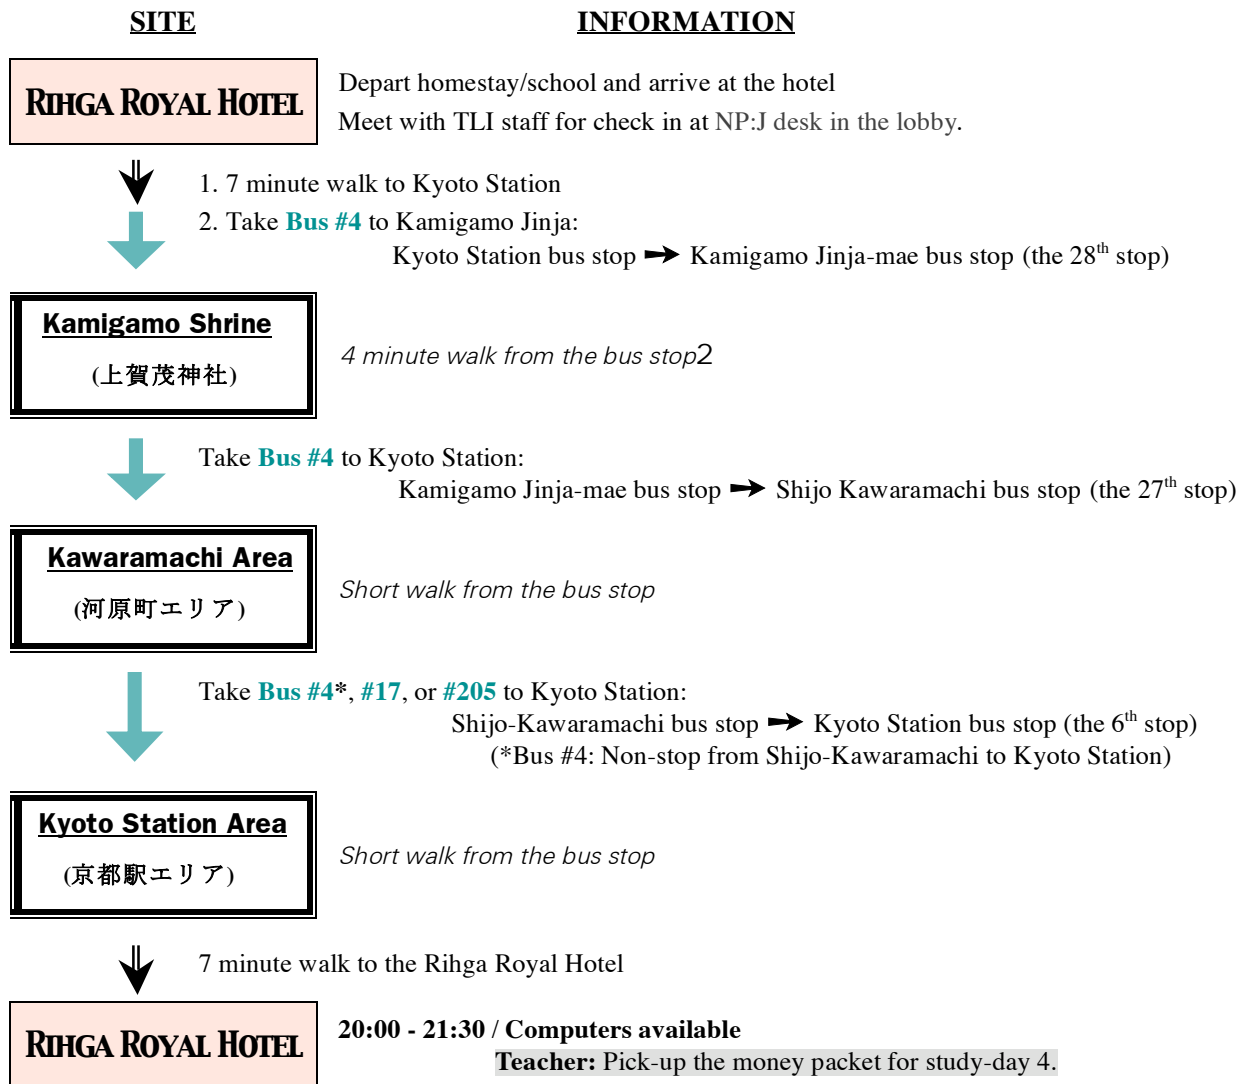 SITE INFORMATION
RIHGA ROYAL HOTEL
Depart homestay/school and arrive at the hotel
Meet with TLI staff for check in at NP:J desk in the lobby.
1. 7 minute walk to Kyoto Station
2. Take Bus #4 to Kamigamo Jinja:
Kyoto Station bus stop ➛ Kamigamo Jinja-mae bus stop (the 28th stop)
Kamigamo Shrine
(上賀茂神社)
4 minute walk from the bus stop2
Take Bus #4 to Kyoto Station:
Kamigamo Jinja-mae bus stop ➛ Shijo Kawaramachi bus stop (the 27th stop)
Kawaramachi Area
(河原町エリア)
Short walk from the bus stop
Take Bus #4*, #17, or #205 to Kyoto Station:
Shijo-Kawaramachi bus stop ➛ Kyoto Station bus stop (the 6th stop)
(*Bus #4: Non-stop from Shijo-Kawaramachi to Kyoto Station)
Kyoto Station Area
(京都駅エリア)
Short walk from the bus stop
7 minute walk to the Rihga Royal Hotel
RIHGA ROYAL HOTEL
20:00 - 21:30 / Computers available
Teacher: Pick-up the money packet for study-day 4.